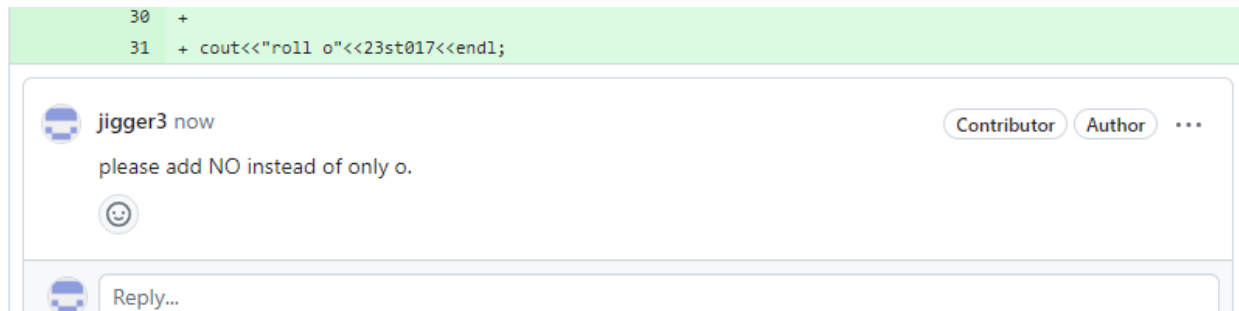 30 +
31 + cout<<"roll o"<<23st017<<endl;
jigger3 now
Contributor Author ...
please add NO instead of only o.
Reply...